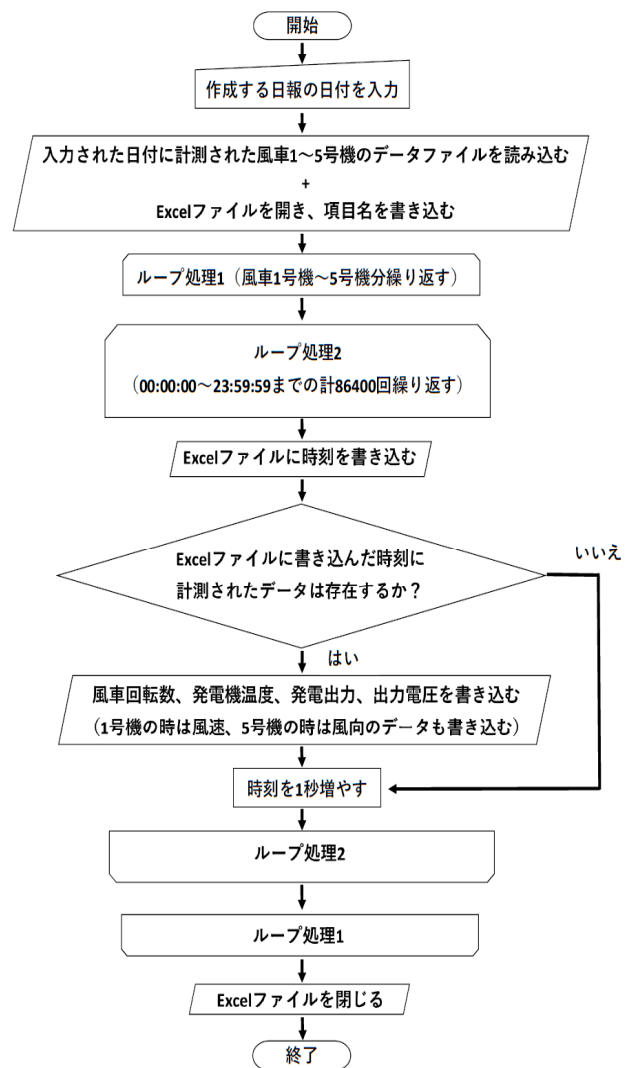 開始
作成する日報の日付を入力
入力された日付に計測された風車1～5号機のデータファイルを読み込む
+
Excelファイルを開き、項目名を書き込む
ループ処理1（風車1号機～5号機分繰り返す）
ループ処理2
（00:00:00～23:59:59までの計86400回繰り返す）
Excelファイルに時刻を書き込む
Excelファイルに書き込んだ時刻に
計測されたデータは存在するか？
いいえ
はい
風車回転数、発電機温度、発電出力、出力電圧を書き込む
（1号機の時は風速、5号機の時は風向のデータも書き込む）
時刻を1秒増やす
ループ処理2
ループ処理1
Excelファイルを閉じる
終了